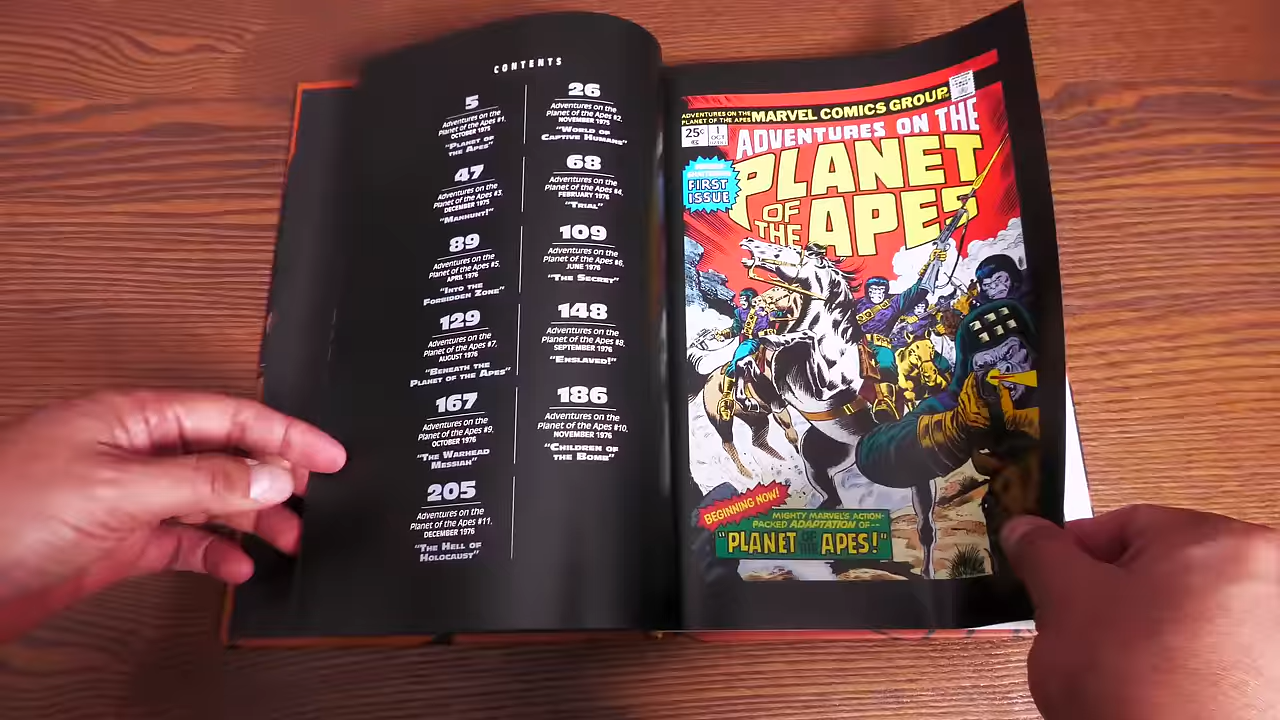 CONTENTS
5
Adventures on the
Planet of the Apes #1,
OCTOBER 1975
"PLANET OF
THE APES"
26
Adventures on the
Planet of the Apes #2,
NOVEMBER 1975
"WORLD OF
CAPTIVE HUMANS"
47
Adventures on the
Planet of the Apes #3,
DECEMBER 1975
"MANHUNT!"
68
Adventures on the
Planet of the Apes #4,
FEBRUARY 1976
"TRIAL"
89
Adventures on the
Planet of the Apes #5,
APRIL 1976
"INTO THE
FORBIDDEN ZONE"
109
Adventures on the
Planet of the Apes #6,
JUNE 1976
"THE SECRET"
129
Adventures on the
Planet of the Apes #7,
AUGUST 1976
"BENEATH THE
PLANET OF THE APES"
148
Adventures on the
Planet of the Apes #8,
SEPTEMBER 1976
"ENSLAVED!"
167
Adventures on the
Planet of the Apes #9,
OCTOBER 1976
"THE WARHEAD
MESSIAH"
186
Adventures on the
Planet of the Apes #10,
NOVEMBER 1976
"CHILDREN OF
THE BOMB"
205
Adventures on the
Planet of the Apes #11,
DECEMBER 1976
"THE HELL OF
HOLOCAUST"
ADVENTURES ON THE
PLANET OF THE APES
MARVEL COMICS GROUP
25¢
1
OCT
ADVENTURES ON THE
PLANET
OF
THE APES
FIRST
ISSUE
BEGINNING NOW!
MIGHTY MARVEL'S ACTION-
PACKED ADAPTATION OF--
"PLANET OF THE APES!"